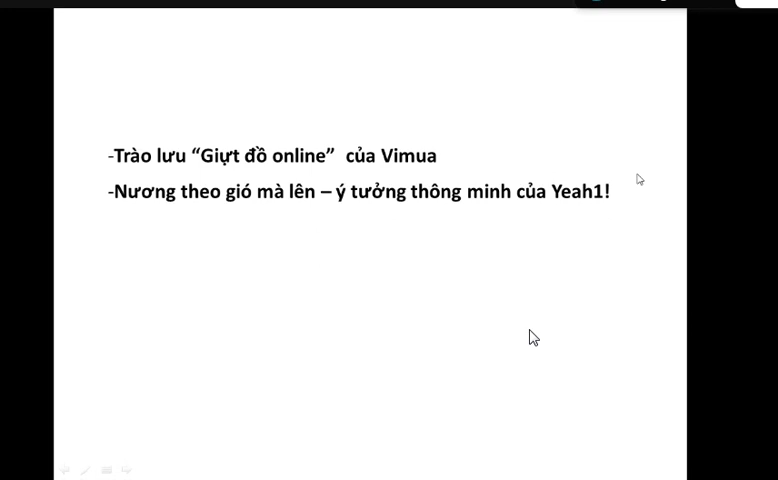 -Trào lưu “Giựt đồ online” của Vimua
-Nương theo gió mà lên – ý tưởng thông minh của Yeah1!